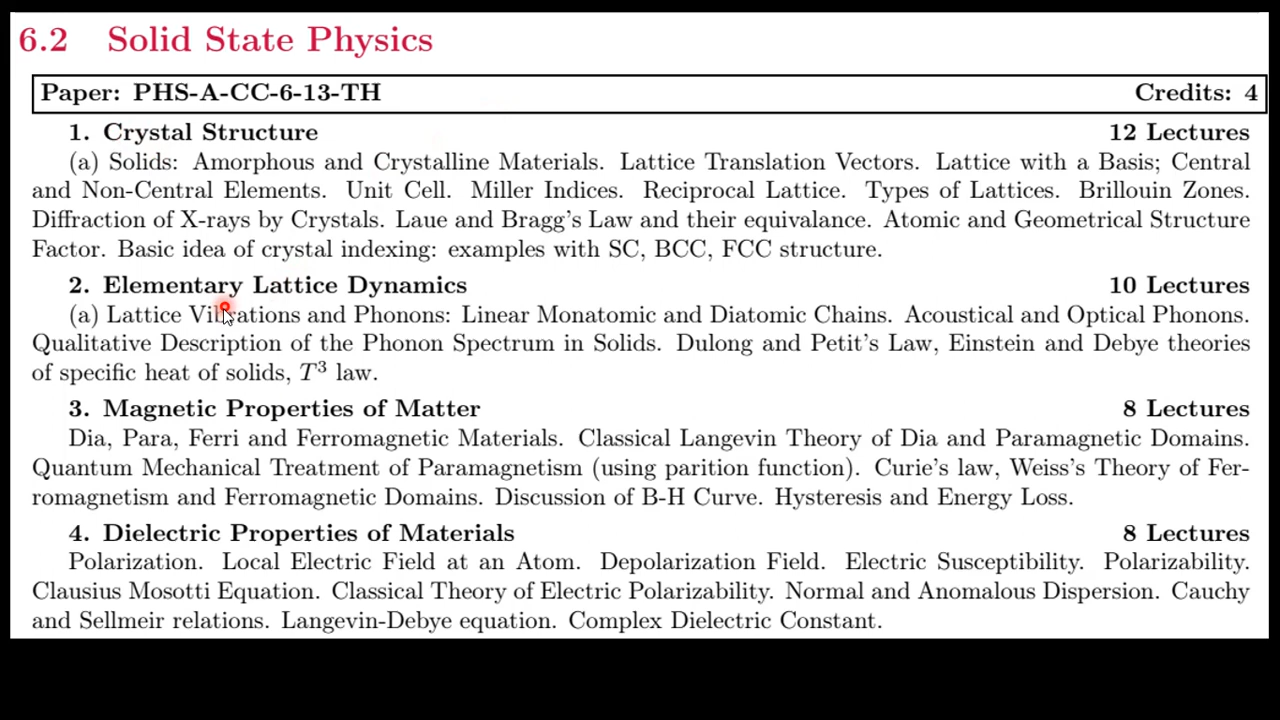 6.2 Solid State Physics
Paper: PHS-A-CC-6-13-TH Credits: 4
1. Crystal Structure 12 Lectures
(a) Solids: Amorphous and Crystalline Materials. Lattice Translation Vectors. Lattice with a Basis; Central
and Non-Central Elements. Unit Cell. Miller Indices. Reciprocal Lattice. Types of Lattices. Brillouin Zones.
Diffraction of X-rays by Crystals. Laue and Bragg's Law and their equivalance. Atomic and Geometrical Structure
Factor. Basic idea of crystal indexing: examples with SC, BCC, FCC structure.
2. Elementary Lattice Dynamics 10 Lectures
(a) Lattice Vibrations and Phonons: Linear Monatomic and Diatomic Chains. Acoustical and Optical Phonons.
Qualitative Description of the Phonon Spectrum in Solids. Dulong and Petit's Law, Einstein and Debye theories
of specific heat of solids, T³ law.
3. Magnetic Properties of Matter 8 Lectures
Dia, Para, Ferri and Ferromagnetic Materials. Classical Langevin Theory of Dia and Paramagnetic Domains.
Quantum Mechanical Treatment of Paramagnetism (using parition function). Curie's law, Weiss's Theory of Fer-
romagnetism and Ferromagnetic Domains. Discussion of B-H Curve. Hysteresis and Energy Loss.
4. Dielectric Properties of Materials 8 Lectures
Polarization. Local Electric Field at an Atom. Depolarization Field. Electric Susceptibility. Polarizability.
Clausius Mosotti Equation. Classical Theory of Electric Polarizability. Normal and Anomalous Dispersion. Cauchy
and Sellmeir relations. Langevin-Debye equation. Complex Dielectric Constant.